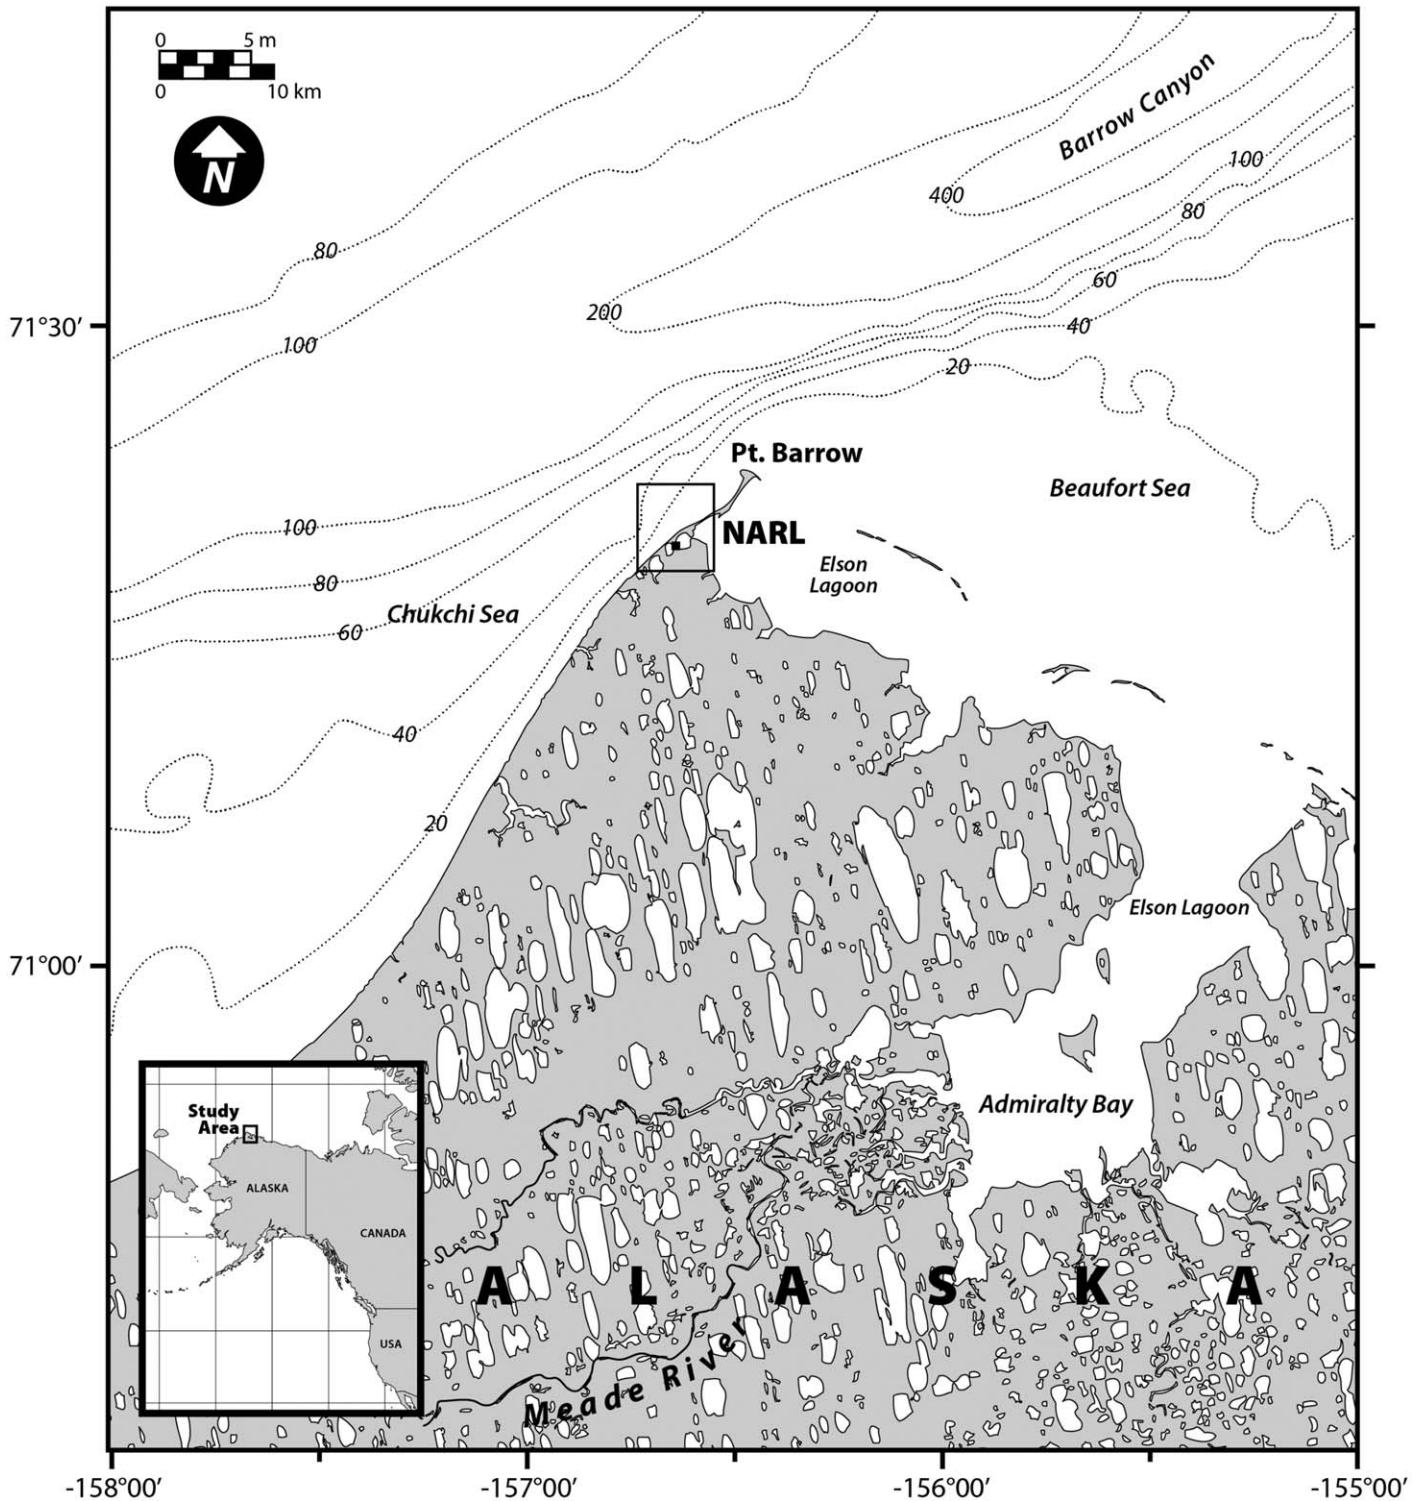 0 5 m
0 10 km
N
Barrow Canyon
100
400
80
80
60
200
71°30′
40
100
20
Pt. Barrow
Beaufort Sea
100
NARL
Elson
Lagoon
80
Chukchi Sea
60
40
20
Elson Lagoon
71°00′
Admiralty Bay
Study
Area
ALASKA
CANADA
USA
A L A S K A
Meade River
-158°00′ -157°00′ -156°00′ -155°00′